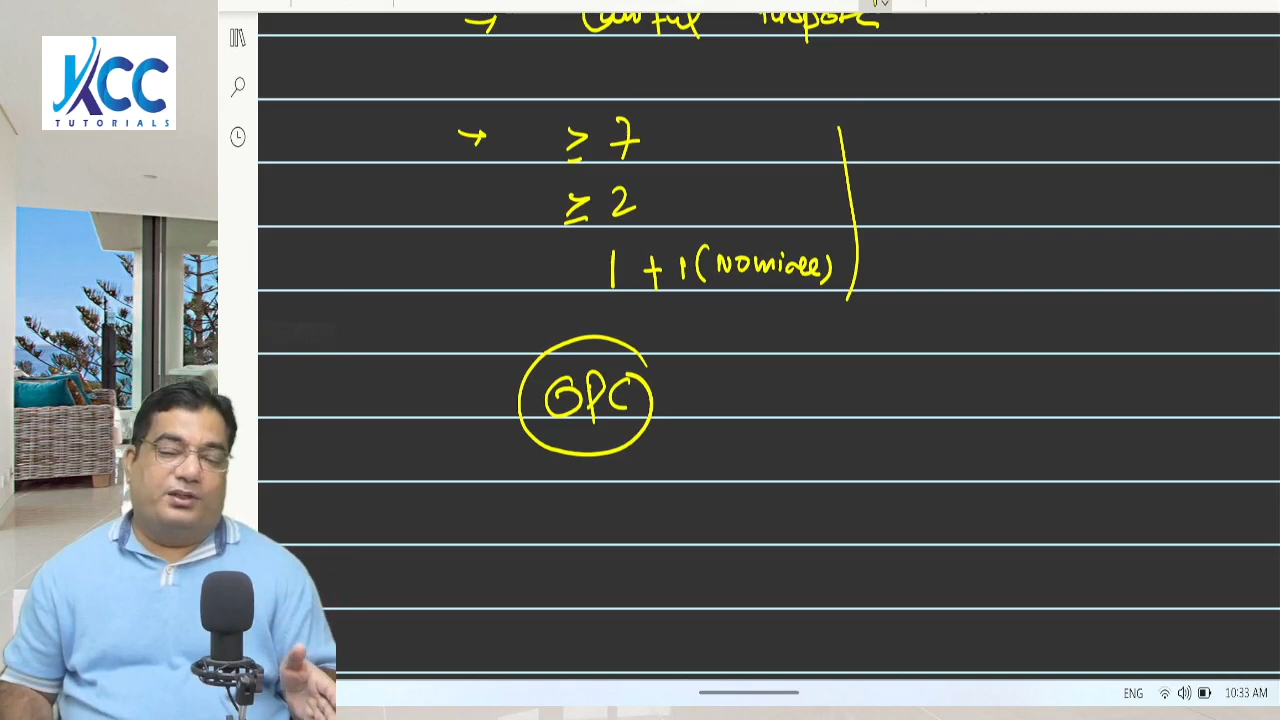 → Lawful Purpose
KCC
TUTORIALS
→ ≥ 7
≥ 2
1 + 1 (Nominee)
OPC
ENG 10:33 AM